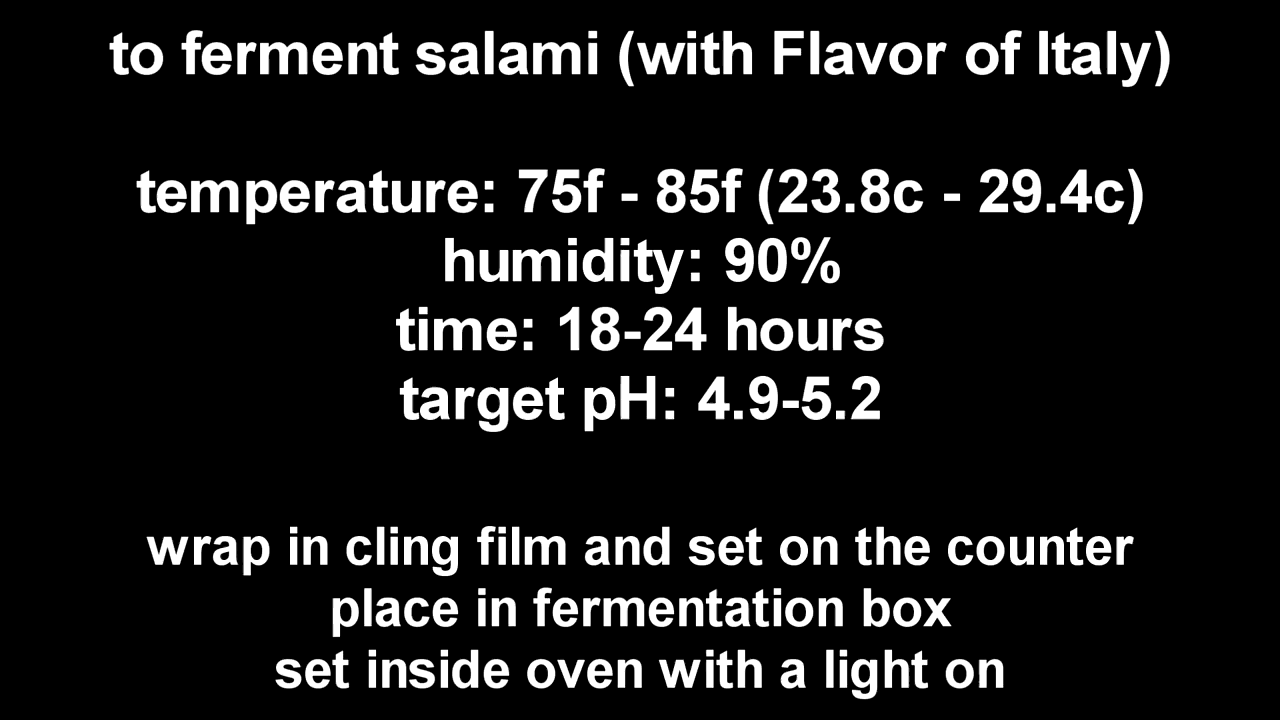 to ferment salami (with Flavor of Italy)
temperature: 75f - 85f (23.8c - 29.4c)
humidity: 90%
time: 18-24 hours
target pH: 4.9-5.2
wrap in cling film and set on the counter
place in fermentation box
set inside oven with a light on